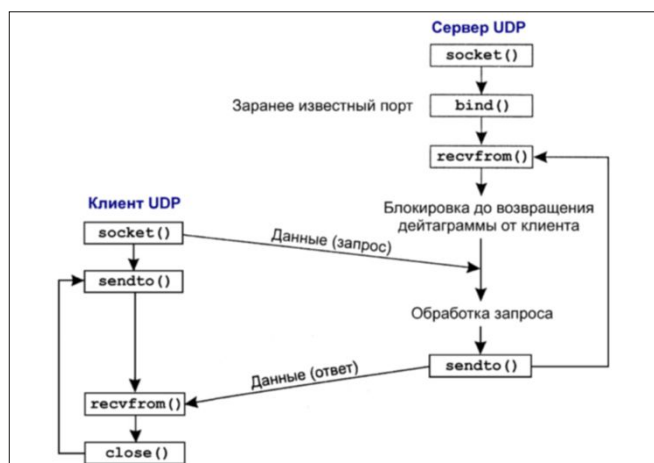 Сервер UDP
socket()
Заранее известный порт
bind()
recvfrom()
Блокировка до возвращения
дейтаграммы от клиента
Клиент UDP
socket()
Данные (запрос)
sendto()
Обработка запроса
sendto()
Данные (ответ)
recvfrom()
close()